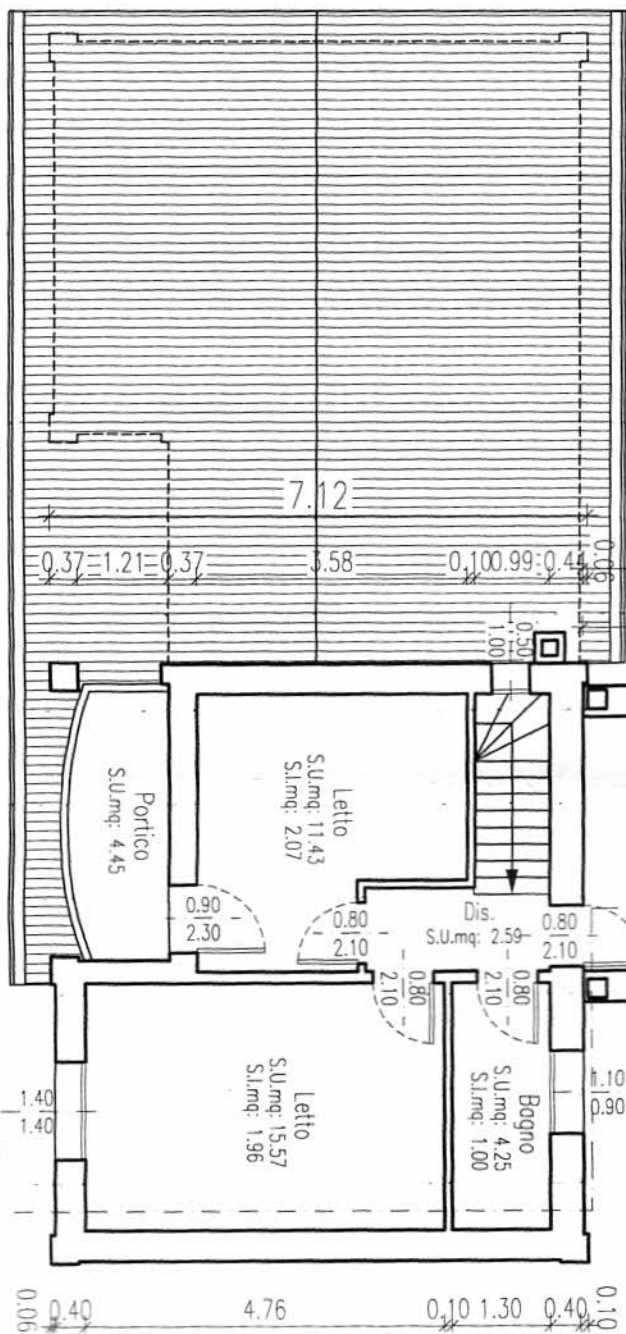 7.12
0.37
1.21
0.37
3.58
0.10
0.99
0.44
0.06
0.50
1.00
Letto
S.U.mq: 11.43
S.I.mq: 2.07
Portico
S.U.mq: 4.45
0.90
2.30
0.80
2.10
Dis.
S.U.mq: 2.59
0.80
2.10
0.80
2.10
0.80
2.10
Letto
S.U.mq: 15.57
S.I.mq: 1.96
Bagno
S.U.mq: 4.25
S.I.mq: 1.00
1.10
0.90
1.40
1.40
0.06
0.40
4.76
0.10
1.30
0.40
0.10